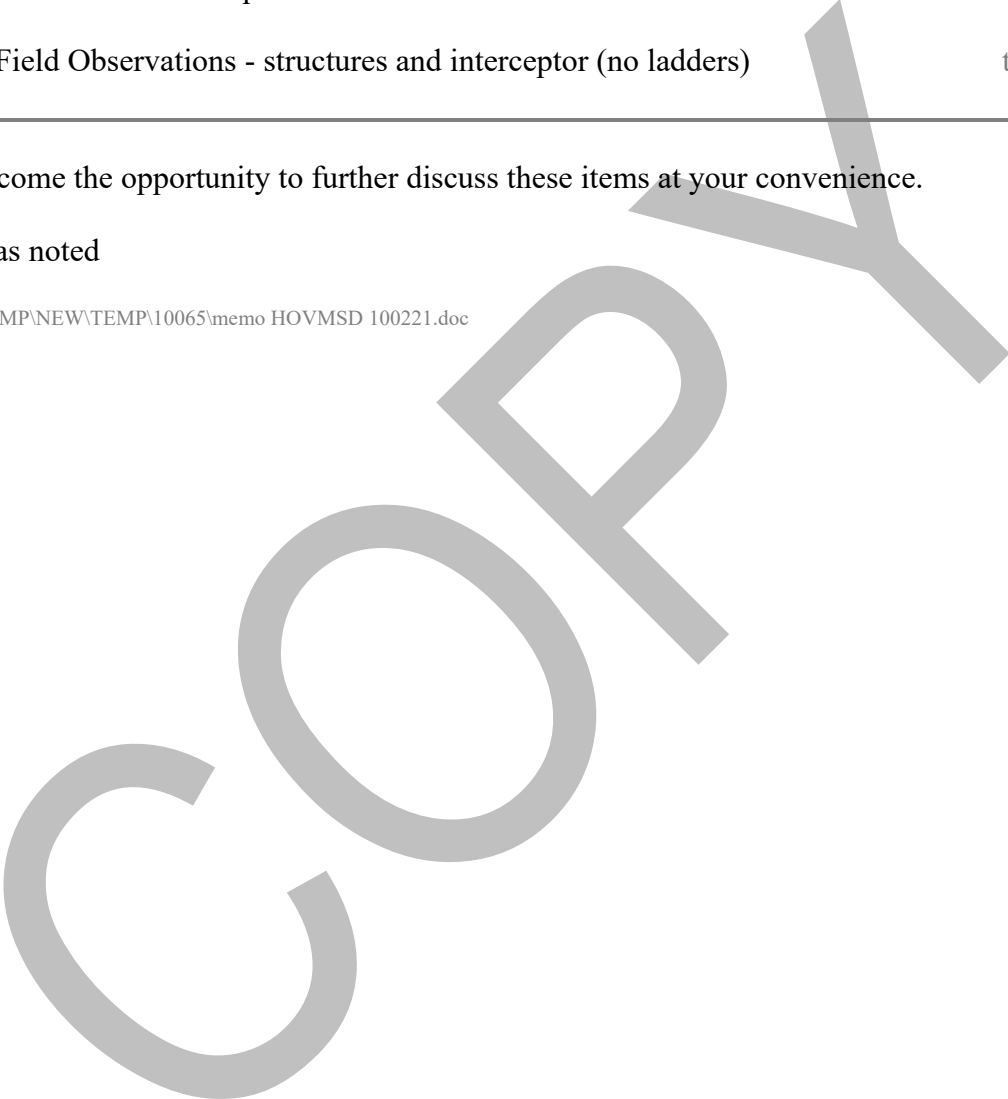 Field Observations - structures and interceptor (no ladders)
come the opportunity to further discuss these items at your convenience.
as noted
MP\NEW\TEMP\10065\memo HOVMSD 100221.doc
COPY